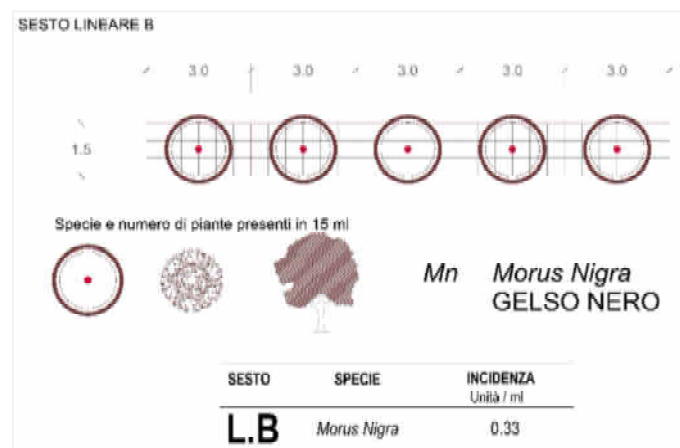 SESTO LINEARE B
3.0 3.0 3.0 3.0 3.0
1.5
Specie e numero di piante presenti in 15 ml
Mn Morus Nigra
GELSO NERO
SESTO SPECIE INCIDENZA
Unità / ml
L.B Morus Nigra 0.33